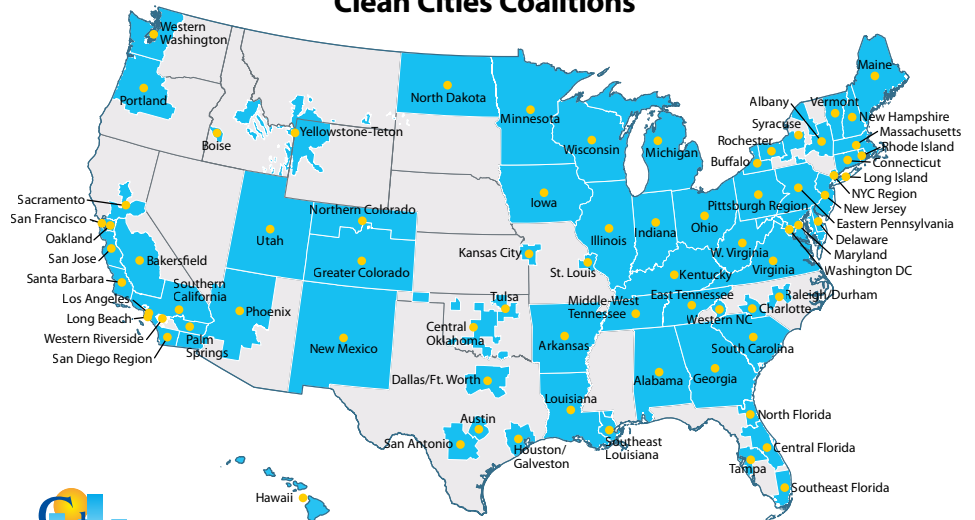 Clean Cities Coalitions
Western
Washington
Portland
Boise
Yellowstone-Teton
North Dakota
Minnesota
Wisconsin
Michigan
Iowa
Illinois
Indiana
Ohio
Pittsburgh Region
W. Virginia
Virginia
Kentucky
Maine
Albany
Vermont
New Hampshire
Syracuse
Massachusetts
Rochester
Rhode Island
Buffalo
Connecticut
Long Island
NYC Region
New Jersey
Eastern Pennsylvania
Delaware
Maryland
Washington DC
Sacramento
San Francisco
Oakland
San Jose
Bakersfield
Santa Barbara
Southern
California
Los Angeles
Long Beach
Western Riverside
San Diego Region
Palm
Springs
Utah
Northern Colorado
Greater Colorado
Phoenix
New Mexico
Kansas City
St. Louis
Tulsa
Central
Oklahoma
Middle-West
Tennessee
East Tennessee
Raleigh/Durham
Charlotte
Western NC
South Carolina
Arkansas
Alabama
Georgia
Dallas/Ft. Worth
Louisiana
Austin
San Antonio
Houston/
Galveston
Southeast
Louisiana
North Florida
Central Florida
Tampa
Southeast Florida
Hawaii